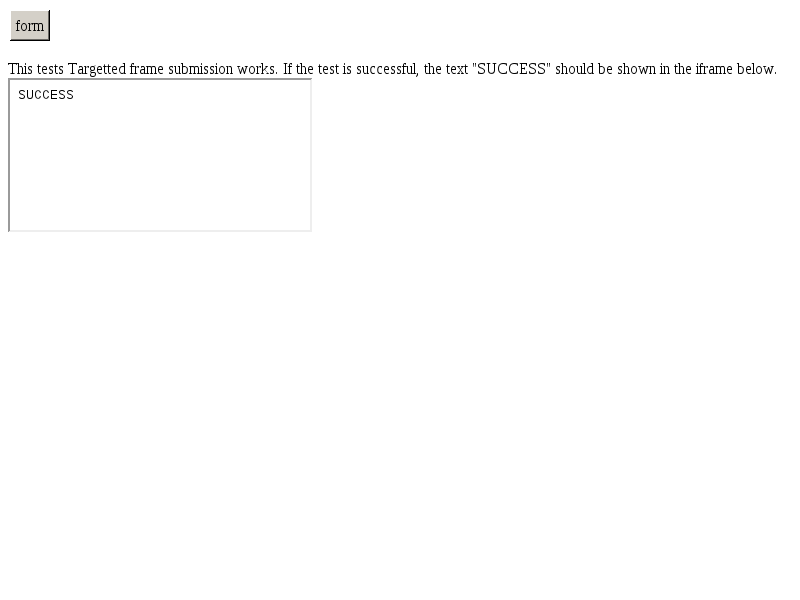 form
This tests Targetted frame submission works. If the test is successful, the text "SUCCESS" should be shown in the iframe below.
SUCCESS